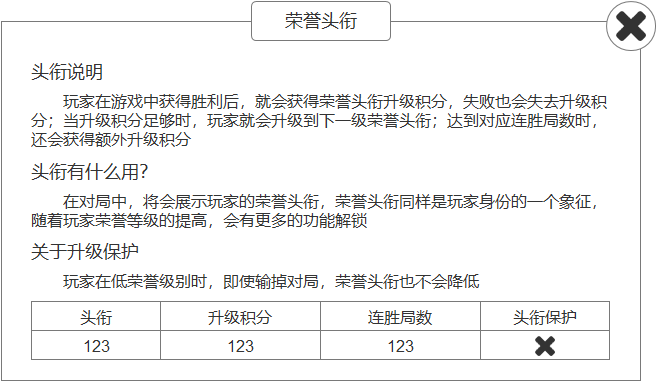 荣誉头衔
头衔说明
玩家在游戏中获得胜利后，就会获得荣誉头衔升级积分，失败也会失去升级积
分；当升级积分足够时，玩家就会升级到下一级荣誉头衔；达到对应连胜局数时，
还会获得额外升级积分
头衔有什么用?
在对局中，将会展示玩家的荣誉头衔，荣誉头衔同样是玩家身份的一个象征，
随着玩家荣誉等级的提高，会有更多的功能解锁
关于升级保护
玩家在低荣誉级别时，即使输掉对局，荣誉头衔也不会降低
头衔 升级积分 连胜局数 头衔保护
123 123 123